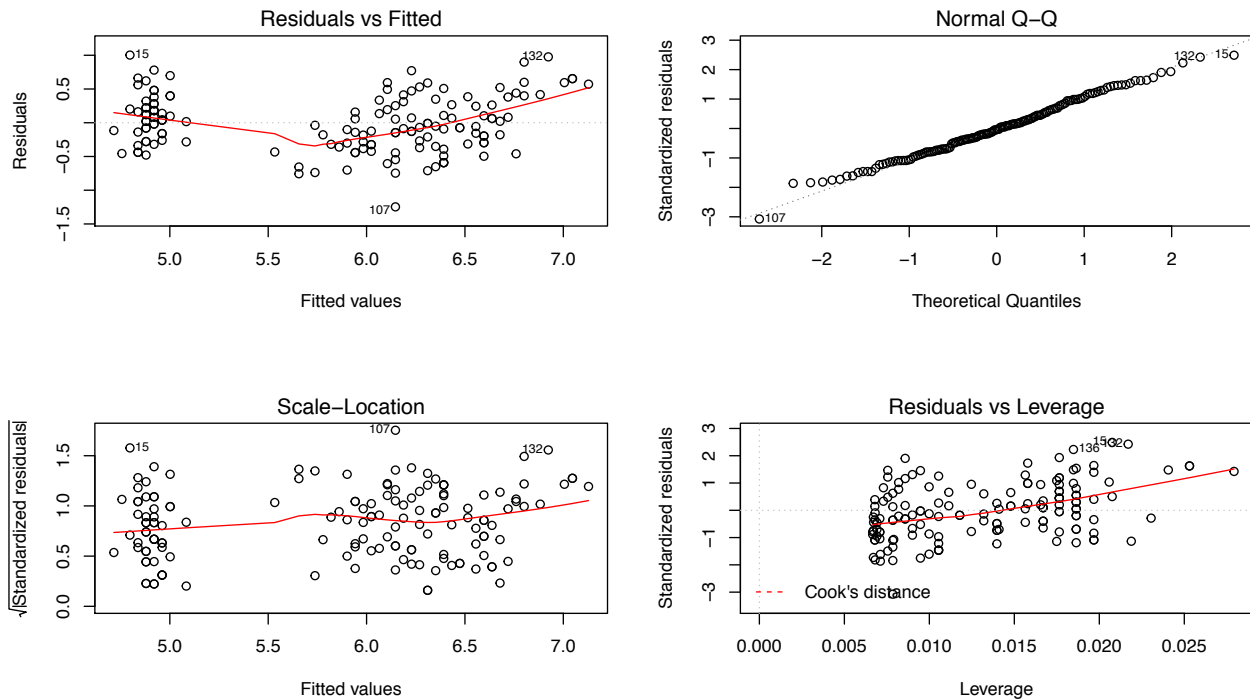 Residuals vs Fitted
Residuals
0.5
−0.5
−1.5
15
132
107
5.0 5.5 6.0 6.5 7.0
Fitted values
Normal Q−Q
Standardized residuals
3
1
−1
−3
132
15
107
−2 −1 0 1 2
Theoretical Quantiles
Scale−Location
√|Standardized residuals|
1.5
1.0
0.5
0.0
15
107
132
5.0 5.5 6.0 6.5 7.0
Fitted values
Residuals vs Leverage
Standardized residuals
3
1
−1
−3
15
132
136
Cook's distance
0.000 0.005 0.010 0.015 0.020 0.025
Leverage